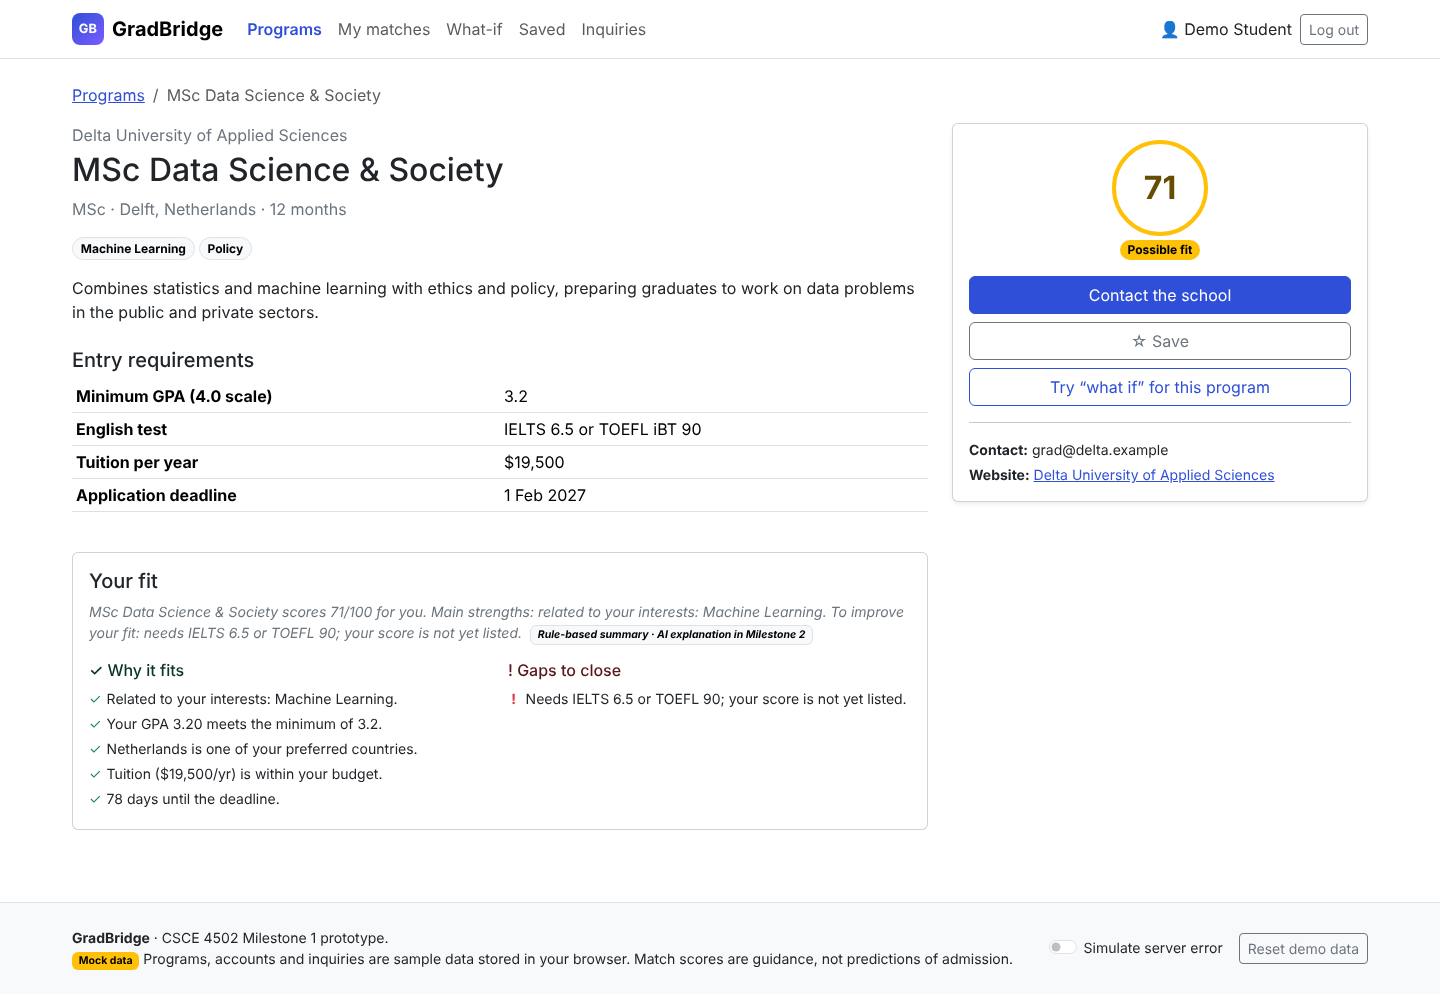 GB GradBridge Programs My matches What-if Saved Inquiries 👤 Demo Student Log out
Programs / MSc Data Science & Society
Delta University of Applied Sciences
MSc Data Science & Society
MSc · Delft, Netherlands · 12 months
Machine Learning Policy
Combines statistics and machine learning with ethics and policy, preparing graduates to work on data problems
in the public and private sectors.
Entry requirements
Minimum GPA (4.0 scale) 3.2
English test IELTS 6.5 or TOEFL iBT 90
Tuition per year $19,500
Application deadline 1 Feb 2027
71
Possible fit
Contact the school
☆ Save
Try “what if” for this program
Contact: grad@delta.example
Website: Delta University of Applied Sciences
Your fit
MSc Data Science & Society scores 71/100 for you. Main strengths: related to your interests: Machine Learning. To improve
your fit: needs IELTS 6.5 or TOEFL 90; your score is not yet listed. Rule-based summary · AI explanation in Milestone 2
✓ Why it fits
✓ Related to your interests: Machine Learning.
✓ Your GPA 3.20 meets the minimum of 3.2.
✓ Netherlands is one of your preferred countries.
✓ Tuition ($19,500/yr) is within your budget.
✓ 78 days until the deadline.
! Gaps to close
! Needs IELTS 6.5 or TOEFL 90; your score is not yet listed.
GradBridge · CSCE 4502 Milestone 1 prototype.
Mock data Programs, accounts and inquiries are sample data stored in your browser. Match scores are guidance, not predictions of admission.
Simulate server error Reset demo data